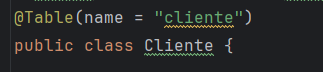 @Table(name = "cliente")
public class Cliente {